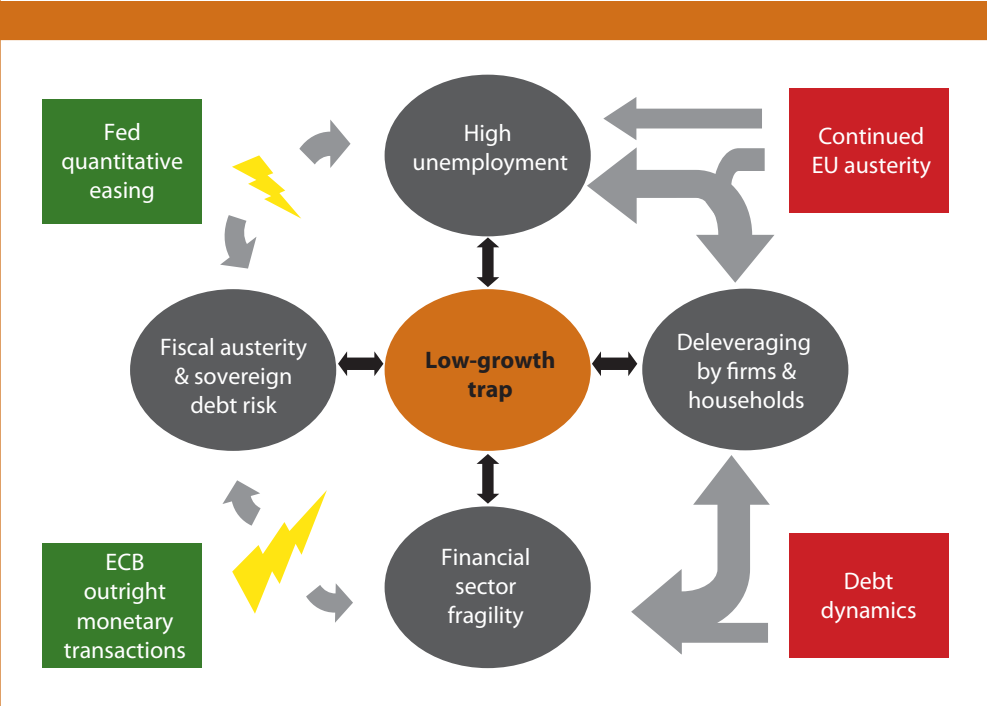 Fed
quantitative
easing
High
unemployment
Continued
EU austerity
Fiscal austerity
& sovereign
debt risk
Low-growth
trap
Deleveraging
by firms &
households
ECB
outright
monetary
transactions
Financial
sector
fragility
Debt
dynamics